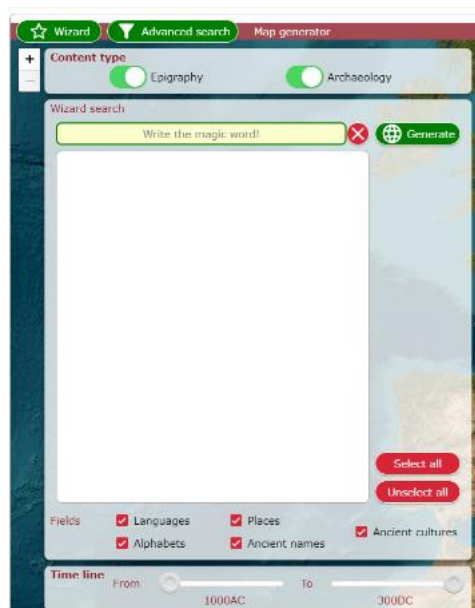 Wizard Advanced search Map generator
+ Content type
− Epigraphy Archaeology
Wizard search
Write the magic word! Generate
Select all
Unselect all
Fields Languages Places Ancient cultures
Alphabets Ancient names
Time line From To
1000AC 300DC